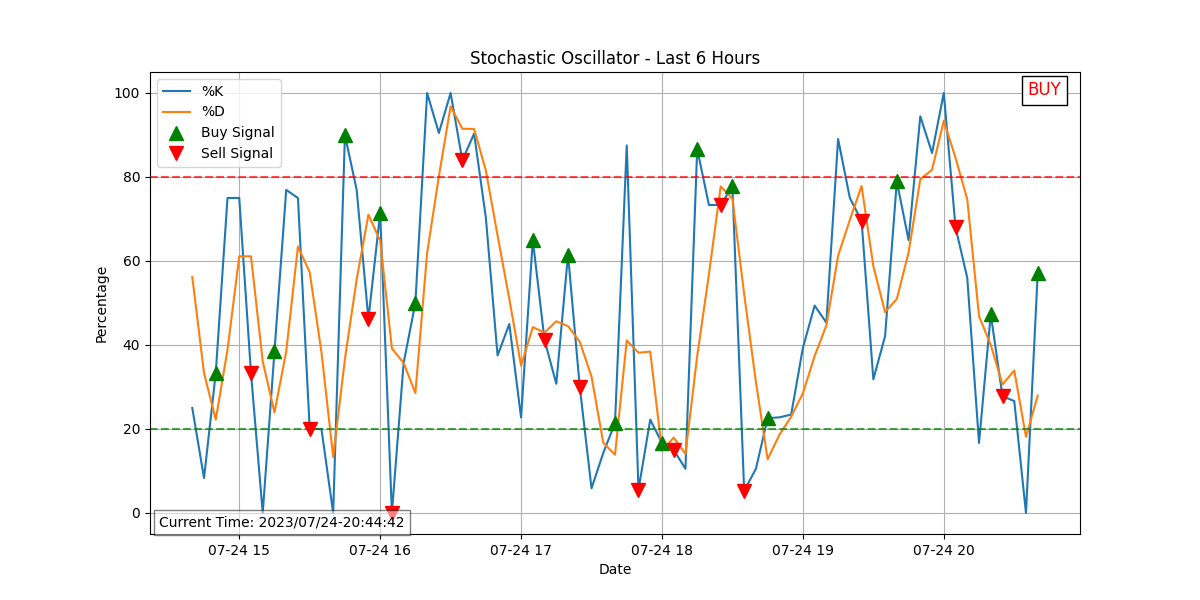 Stochastic Oscillator - Last 6 Hours
%K
%D
Buy Signal
Sell Signal
BUY
Percentage
100
80
60
40
20
0
Current Time: 2023/07/24-20:44:42
07-24 15
07-24 16
07-24 17
07-24 18
07-24 19
07-24 20
Date